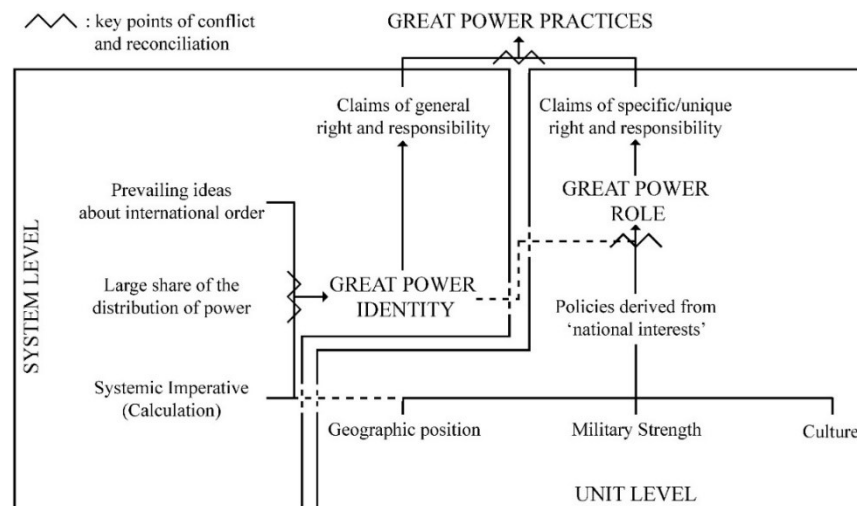 : key points of conflict
and reconciliation
GREAT POWER PRACTICES
Claims of general
right and responsibility
Claims of specific/unique
right and responsibility
Prevailing ideas
about international order
GREAT POWER
ROLE
SYSTEM LEVEL
Large share of the
distribution of power
GREAT POWER
IDENTITY
Policies derived from
‘national interests’
Systemic Imperative
(Calculation)
Geographic position
Military Strength
Culture
UNIT LEVEL